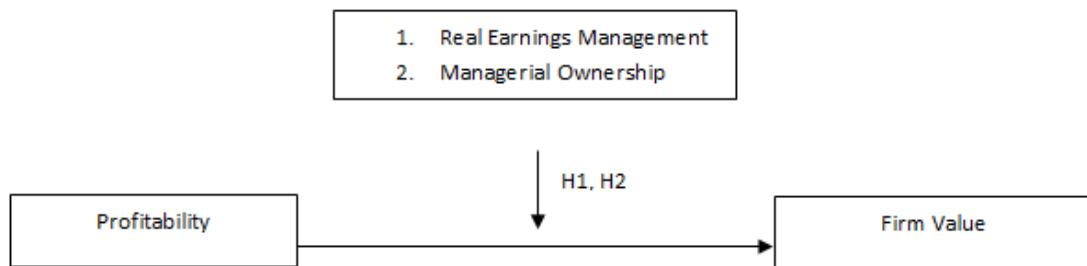 1. Real Earnings Management
2. Managerial Ownership
H1, H2
Profitability
Firm Value